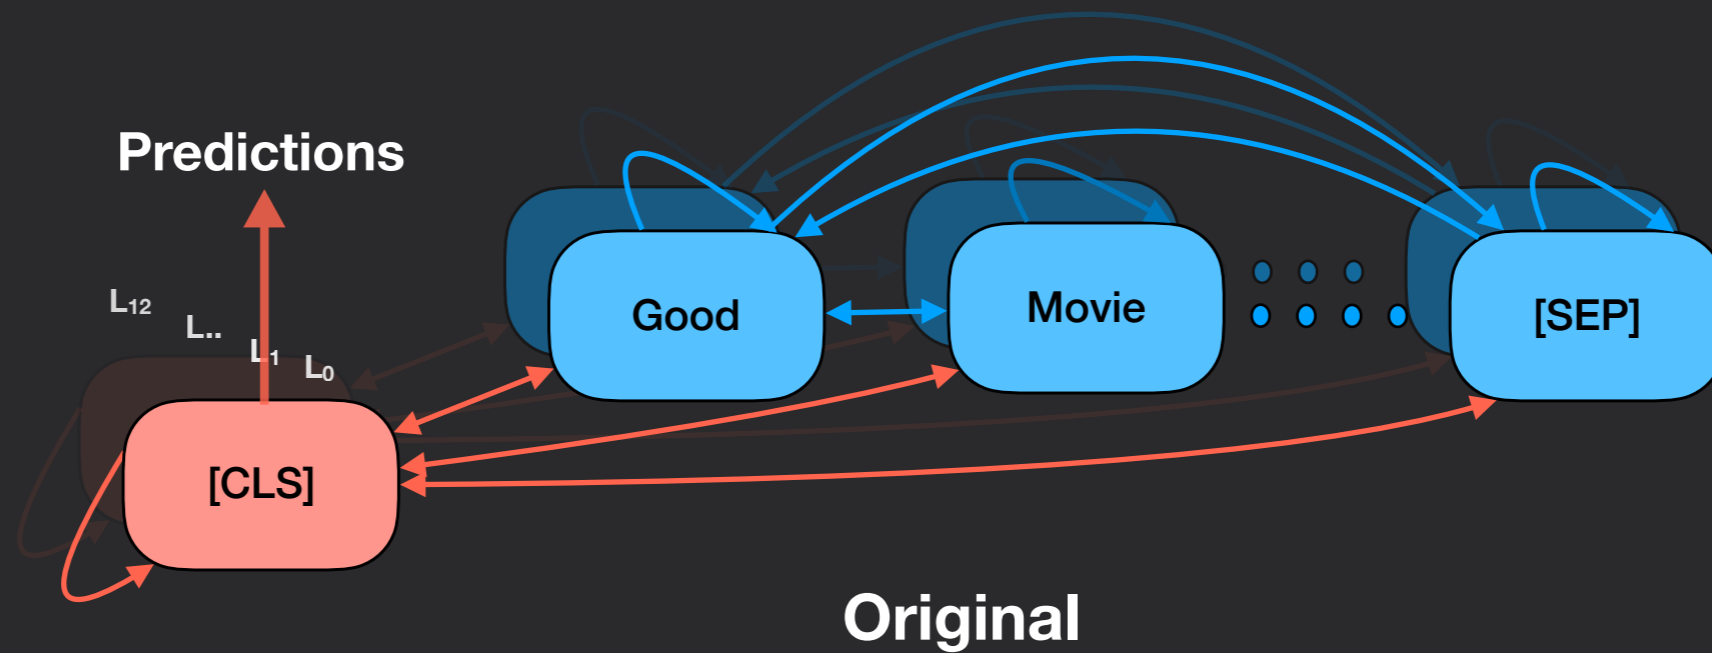 Predictions
L12
L..
L1
L0
Good
Movie
[SEP]
[CLS]
Original